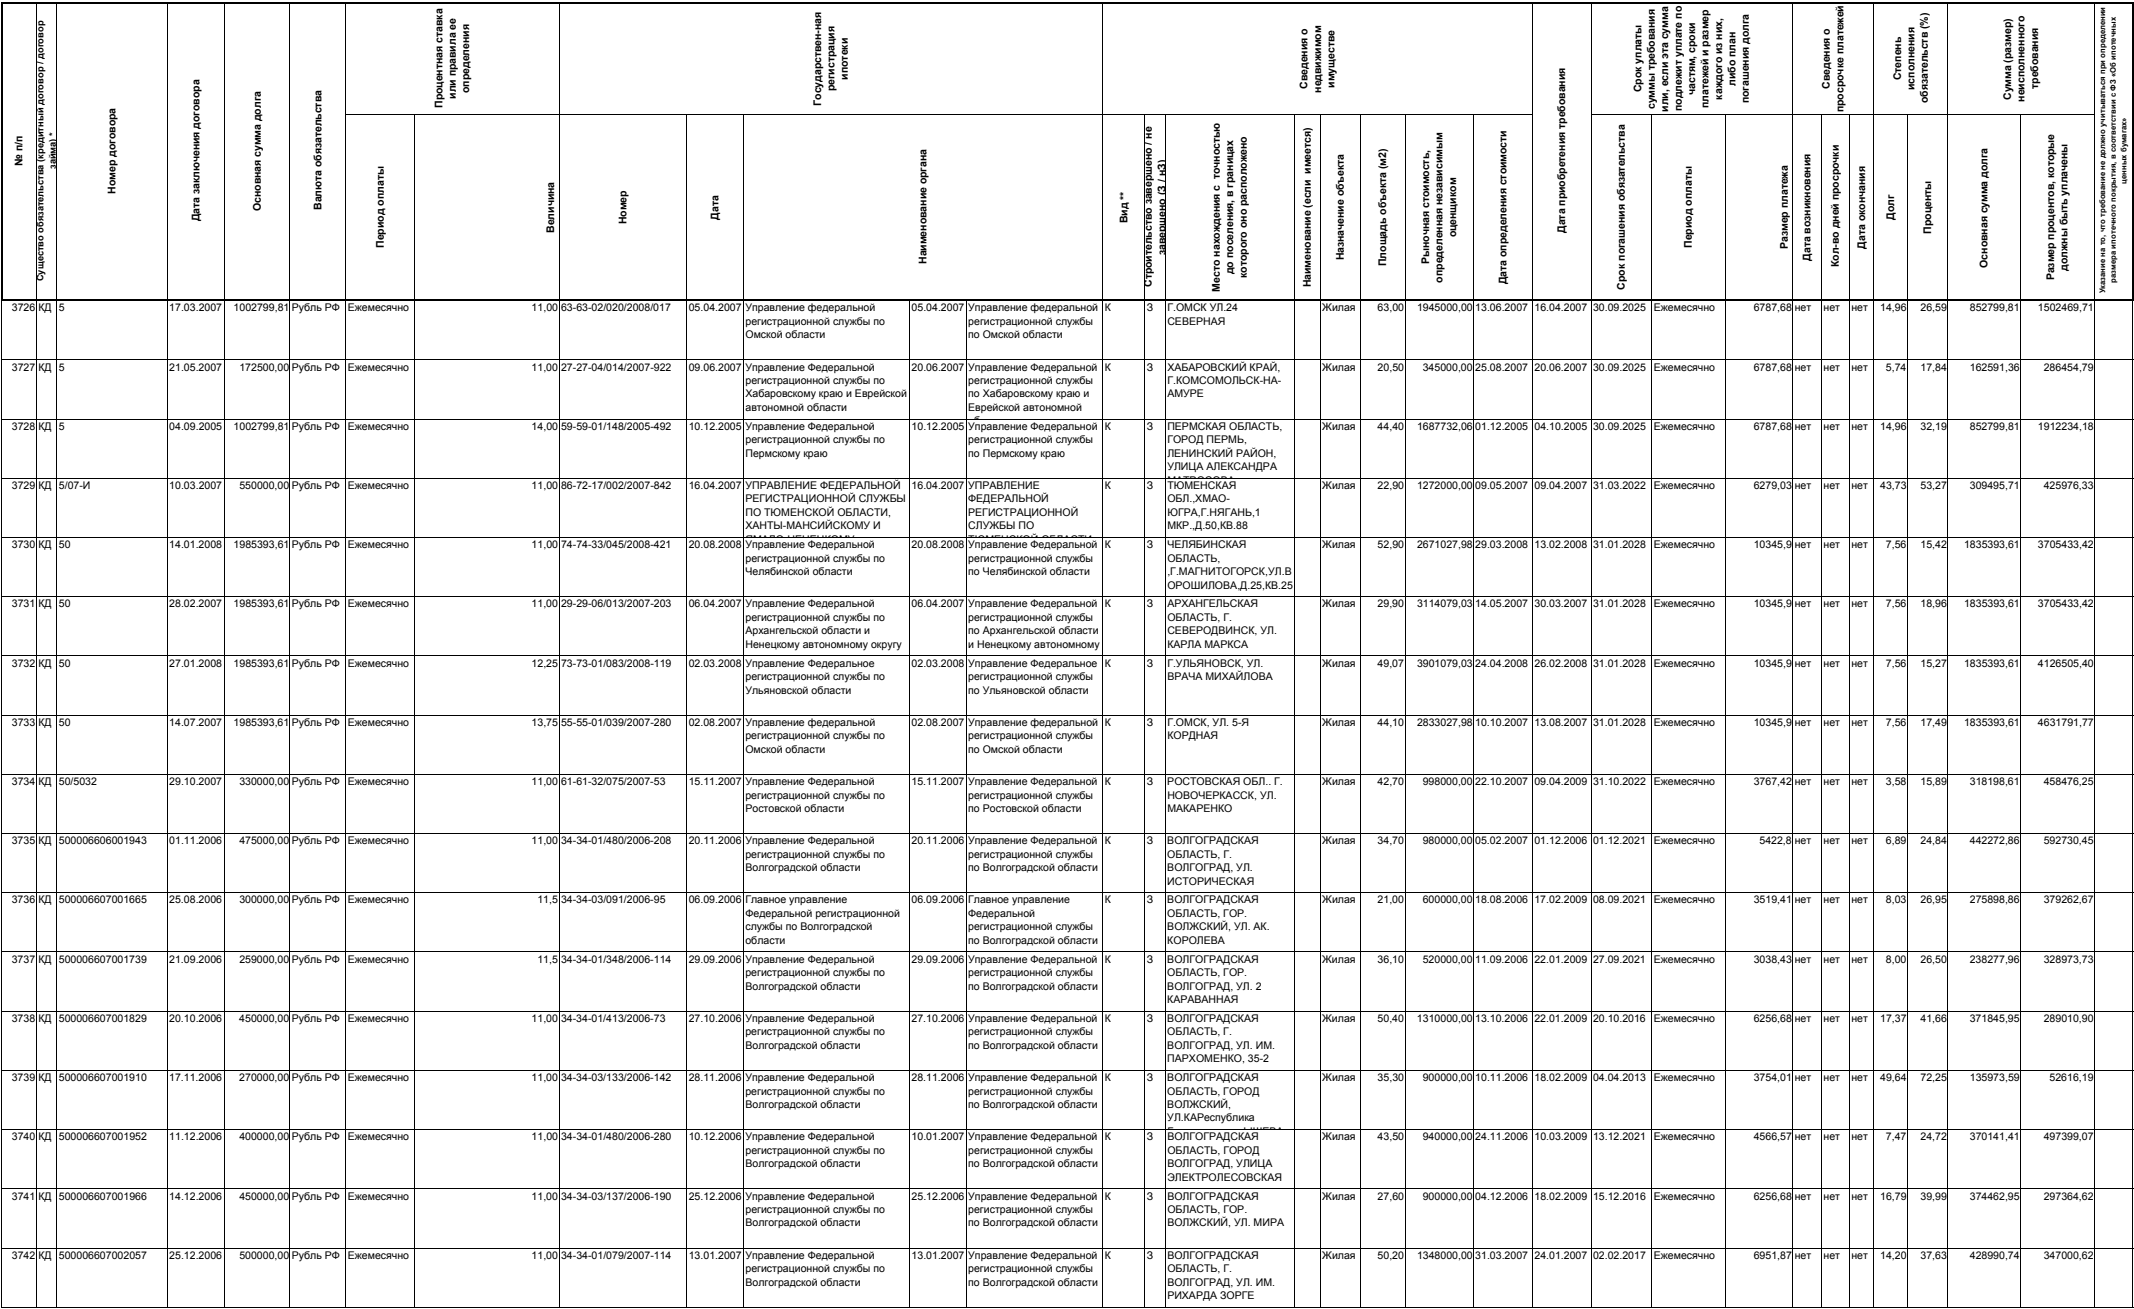 № п/п
Существо обязательства (кредитный договор / договор займа) *
Номер договора
Дата заключения договора
Основная сумма долга
Валюта обязательства
Процентная ставка или правила ее определения
Период оплаты
Величина
Государствен-ная регистрация ипотеки
Номер
Дата
Наименование органа
Сведения о недвижимом имуществе
Вид **
Строительство завершено / не завершено (З / нЗ)
Место нахождения с точностью до поселения, в границах которого оно расположено
Наименование (если имеется)
Назначение объекта
Площадь объекта (м2)
Рыночная стоимость, определенная независимым оценщиком
Дата определения стоимости
Дата приобретения требования
Срок уплаты суммы требования или, если эта сумма подлежит уплате по частям, сроки платежей и размер каждого из них, либо план погашения долга
Срок погашения обязательства
Период оплаты
Размер платежа
Сведения о просрочке платежей
Дата возникновения
Кол-во дней просрочки
Дата окончания
Степень исполнения обязательств (%)
Долг
Проценты
Сумма (размер) неисполненного требования
Основная сумма долга
Размер процентов, которые должны быть уплачены
Указание на то, что требование не должно учитываться при определении размера ипотечного покрытия, в соответствии с ФЗ «Об ипотечных ценных бумагах»
3726 КД 5 17.03.2007 1002799,81 Рубль РФ Ежемесячно 11,00 63-63-02/020/2008/017 05.04.2007 Управление федеральной регистрационной службы по Омской области 05.04.2007 Управление федеральной регистрационной службы по Омской области К З Г.ОМСК УЛ.24 СЕВЕРНАЯ Жилая 63,00 1945000,00 13.06.2007 16.04.2007 30.09.2025 Ежемесячно 6787,68 нет нет нет 14,96 26,59 852799,81 1502469,71
3727 КД 5 21.05.2007 172500,00 Рубль РФ Ежемесячно 11,00 27-27-04/014/2007-922 09.06.2007 Управление Федеральной регистрационной службы по Хабаровскому краю и Еврейской автономной области 20.06.2007 Управление Федеральной регистрационной службы по Хабаровскому краю и Еврейской автономной К З ХАБАРОВСКИЙ КРАЙ, Г.КОМСОМОЛЬСК-НА-АМУРЕ Жилая 20,50 345000,00 25.08.2007 20.06.2007 30.09.2025 Ежемесячно 6787,68 нет нет нет 5,74 17,84 162591,36 286454,79
3728 КД 5 04.09.2005 1002799,81 Рубль РФ Ежемесячно 14,00 59-59-01/148/2005-492 10.12.2005 Управление Федеральной регистрационной службы по Пермскому краю 10.12.2005 Управление Федеральной регистрационной службы по Пермскому краю К З ПЕРМСКАЯ ОБЛАСТЬ, ГОРОД ПЕРМЬ, ЛЕНИНСКИЙ РАЙОН, УЛИЦА АЛЕКСАНДРА Жилая 44,40 1687732,06 01.12.2005 04.10.2005 30.09.2025 Ежемесячно 6787,68 нет нет нет 14,96 32,19 852799,81 1912234,18
3729 КД 5/07-И 10.03.2007 550000,00 Рубль РФ Ежемесячно 11,00 86-72-17/002/2007-842 16.04.2007 УПРАВЛЕНИЕ ФЕДЕРАЛЬНОЙ РЕГИСТРАЦИОННОЙ СЛУЖБЫ ПО ТЮМЕНСКОЙ ОБЛАСТИ, ХАНТЫ-МАНСИЙСКОМУ И 16.04.2007 УПРАВЛЕНИЕ ФЕДЕРАЛЬНОЙ РЕГИСТРАЦИОННОЙ СЛУЖБЫ ПО К З ТЮМЕНСКАЯ ОБЛ.,ХМАО-ЮГРА,Г.НЯГАНЬ,1 МКР.,Д.50,КВ.88 Жилая 22,90 1272000,00 09.05.2007 09.04.2007 31.03.2022 Ежемесячно 6279,03 нет нет нет 43,73 53,27 309495,71 425976,33
3730 КД 50 14.01.2008 1985393,61 Рубль РФ Ежемесячно 11,00 74-74-33/045/2008-421 20.08.2008 Управление Федеральной регистрационной службы по Челябинской области 20.08.2008 Управление Федеральной регистрационной службы по Челябинской области К З ЧЕЛЯБИНСКАЯ ОБЛАСТЬ, ,Г.МАГНИТОГОРСК,УЛ.ВОРОШИЛОВА,Д.25,КВ.25 Жилая 52,90 2671027,98 29.03.2008 13.02.2008 31.01.2028 Ежемесячно 10345,9 нет нет нет 7,56 15,42 1835393,61 3705433,42
3731 КД 50 28.02.2007 1985393,61 Рубль РФ Ежемесячно 11,00 29-29-06/013/2007-203 06.04.2007 Управление Федеральной регистрационной службы по Архангельской области и Ненецкому автономному округу 06.04.2007 Управление Федеральной регистрационной службы по Архангельской области и Ненецкому автономному К З АРХАНГЕЛЬСКАЯ ОБЛАСТЬ, Г. СЕВЕРОДВИНСК, УЛ. КАРЛА МАРКСА Жилая 29,90 3114079,03 14.05.2007 30.03.2007 31.01.2028 Ежемесячно 10345,9 нет нет нет 7,56 18,96 1835393,61 3705433,42
3732 КД 50 27.01.2008 1985393,61 Рубль РФ Ежемесячно 12,25 73-73-01/083/2008-119 02.03.2008 Управление Федеральное регистрационной службы по Ульяновской области 02.03.2008 Управление Федеральное регистрационной службы по Ульяновской области К З Г.УЛЬЯНОВСК, УЛ. ВРАЧА МИХАЙЛОВА Жилая 49,07 3901079,03 24.04.2008 26.02.2008 31.01.2028 Ежемесячно 10345,9 нет нет нет 7,56 15,27 1835393,61 4126505,40
3733 КД 50 14.07.2007 1985393,61 Рубль РФ Ежемесячно 13,75 55-55-01/039/2007-280 02.08.2007 Управление федеральной регистрационной службы по Омской области 02.08.2007 Управление федеральной регистрационной службы по Омской области К З Г.ОМСК, УЛ. 5-Я КОРДНАЯ Жилая 44,10 2833027,98 10.10.2007 13.08.2007 31.01.2028 Ежемесячно 10345,9 нет нет нет 7,56 17,49 1835393,61 4631791,77
3734 КД 50/5032 29.10.2007 330000,00 Рубль РФ Ежемесячно 11,00 61-61-32/075/2007-53 15.11.2007 Управление Федеральной регистрационной службы по Ростовской области 15.11.2007 Управление Федеральной регистрационной службы по Ростовской области К З РОСТОВСКАЯ ОБЛ.. Г. НОВОЧЕРКАССК, УЛ. МАКАРЕНКО Жилая 42,70 998000,00 22.10.2007 09.04.2009 31.10.2022 Ежемесячно 3767,42 нет нет нет 3,58 15,89 318198,61 458476,25
3735 КД 500006606001943 01.11.2006 475000,00 Рубль РФ Ежемесячно 11,00 34-34-01/480/2006-208 20.11.2006 Управление Федеральной регистрационной службы по Волгоградской области 20.11.2006 Управление Федеральной регистрационной службы по Волгоградской области К З ВОЛГОГРАДСКАЯ ОБЛАСТЬ, Г. ВОЛГОГРАД, УЛ. ИСТОРИЧЕСКАЯ Жилая 34,70 980000,00 05.02.2007 01.12.2006 01.12.2021 Ежемесячно 5422,8 нет нет нет 6,89 24,84 442272,86 592730,45
3736 КД 500006607001665 25.08.2006 300000,00 Рубль РФ Ежемесячно 11,5 34-34-03/091/2006-95 06.09.2006 Главное управление Федеральной регистрационной службы по Волгоградской области 06.09.2006 Главное управление Федеральной регистрационной службы по Волгоградской области К З ВОЛГОГРАДСКАЯ ОБЛАСТЬ, ГОР. ВОЛЖСКИЙ, УЛ. АК. КОРОЛЕВА Жилая 21,00 600000,00 18.08.2006 17.02.2009 08.09.2021 Ежемесячно 3519,41 нет нет нет 8,03 26,95 275898,86 379262,67
3737 КД 500006607001739 21.09.2006 259000,00 Рубль РФ Ежемесячно 11,5 34-34-01/348/2006-114 29.09.2006 Управление Федеральной регистрационной службы по Волгоградской области 29.09.2006 Управление Федеральной регистрационной службы по Волгоградской области К З ВОЛГОГРАДСКАЯ ОБЛАСТЬ, ГОР. ВОЛГОГРАД, УЛ. 2 КАРАВАННАЯ Жилая 36,10 520000,00 11.09.2006 22.01.2009 27.09.2021 Ежемесячно 3038,43 нет нет нет 8,00 26,50 238277,96 328973,73
3738 КД 500006607001829 20.10.2006 450000,00 Рубль РФ Ежемесячно 11,00 34-34-01/413/2006-73 27.10.2006 Управление Федеральной регистрационной службы по Волгоградской области 27.10.2006 Управление Федеральной регистрационной службы по Волгоградской области К З ВОЛГОГРАДСКАЯ ОБЛАСТЬ, Г. ВОЛГОГРАД, УЛ. ИМ. ПАРХОМЕНКО, 35-2 Жилая 50,40 1310000,00 13.10.2006 22.01.2009 20.10.2016 Ежемесячно 6256,68 нет нет нет 17,37 41,66 371845,95 289010,90
3739 КД 500006607001910 17.11.2006 270000,00 Рубль РФ Ежемесячно 11,00 34-34-03/133/2006-142 28.11.2006 Управление Федеральной регистрационной службы по Волгоградской области 28.11.2006 Управление Федеральной регистрационной службы по Волгоградской области К З ВОЛГОГРАДСКАЯ ОБЛАСТЬ, ГОРОД ВОЛЖСКИЙ, УЛ.КАРеспублика Жилая 35,30 900000,00 10.11.2006 18.02.2009 04.04.2013 Ежемесячно 3754,01 нет нет нет 49,64 72,25 135973,59 52616,19
3740 КД 500006607001952 11.12.2006 400000,00 Рубль РФ Ежемесячно 11,00 34-34-01/480/2006-280 10.12.2006 Управление Федеральной регистрационной службы по Волгоградской области 10.01.2007 Управление Федеральной регистрационной службы по Волгоградской области К З ВОЛГОГРАДСКАЯ ОБЛАСТЬ, ГОРОД ВОЛГОГРАД, УЛИЦА ЭЛЕКТРОЛЕСОВСКАЯ Жилая 43,50 940000,00 24.11.2006 10.03.2009 13.12.2021 Ежемесячно 4566,57 нет нет нет 7,47 24,72 370141,41 497399,07
3741 КД 500006607001966 14.12.2006 450000,00 Рубль РФ Ежемесячно 11,00 34-34-03/137/2006-190 25.12.2006 Управление Федеральной регистрационной службы по Волгоградской области 25.12.2006 Управление Федеральной регистрационной службы по Волгоградской области К З ВОЛГОГРАДСКАЯ ОБЛАСТЬ, ГОР. ВОЛЖСКИЙ, УЛ. МИРА Жилая 27,60 900000,00 04.12.2006 18.02.2009 15.12.2016 Ежемесячно 6256,68 нет нет нет 16,79 39,99 374462,95 297364,62
3742 КД 500006607002057 25.12.2006 500000,00 Рубль РФ Ежемесячно 11,00 34-34-01/079/2007-114 13.01.2007 Управление Федеральной регистрационной службы по Волгоградской области 13.01.2007 Управление Федеральной регистрационной службы по Волгоградской области К З ВОЛГОГРАДСКАЯ ОБЛАСТЬ, Г. ВОЛГОГРАД, УЛ. ИМ. РИХАРДА ЗОРГЕ Жилая 50,20 1348000,00 31.03.2007 24.01.2007 02.02.2017 Ежемесячно 6951,87 нет нет нет 14,20 37,63 428990,74 347000,62